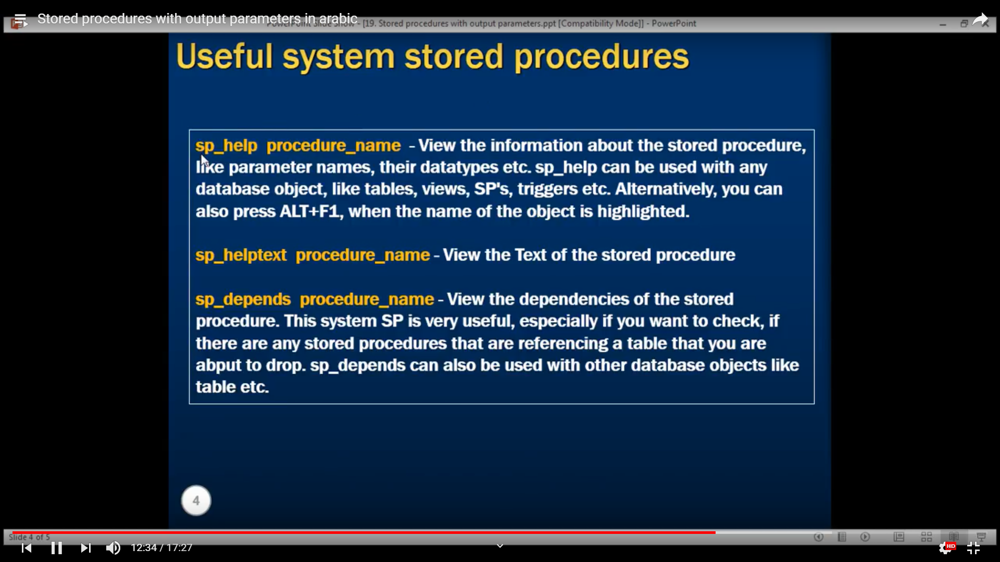 Stored procedures with output parameters in arabic
PowerPoint Slide Show - [19. Stored procedures with output parameters.ppt [Compatibility Mode]] - PowerPoint
Useful system stored procedures
sp_help procedure_name - View the information about the stored procedure,
like parameter names, their datatypes etc. sp_help can be used with any
database object, like tables, views, SP's, triggers etc. Alternatively, you can
also press ALT+F1, when the name of the object is highlighted.
sp_helptext procedure_name - View the Text of the stored procedure
sp_depends procedure_name - View the dependencies of the stored
procedure. This system SP is very useful, especially if you want to check, if
there are any stored procedures that are referencing a table that you are
abput to drop. sp_depends can also be used with other database objects like
table etc.
4
Slide 4 of 5
12:34 / 17:27
HD